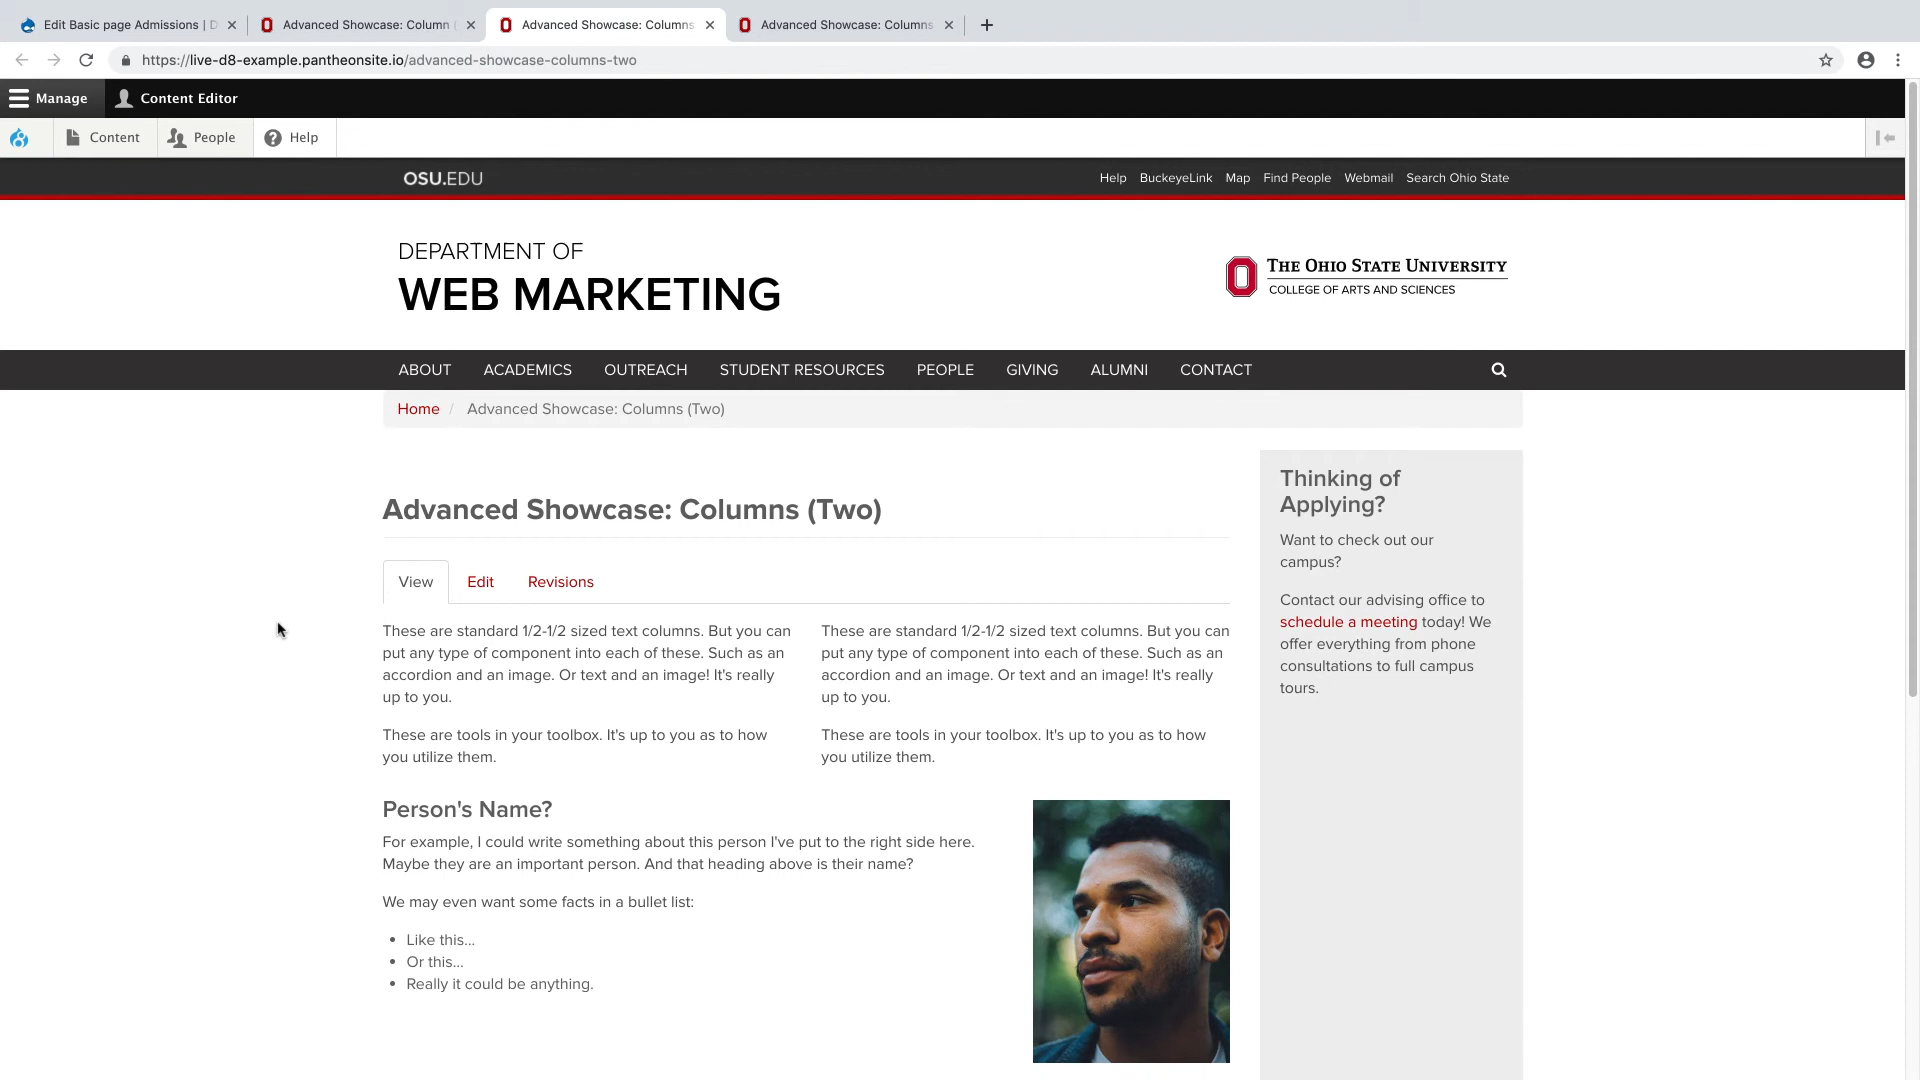 Edit Basic page Admissions | D
Advanced Showcase: Column (
Advanced Showcase: Columns
Advanced Showcase: Columns
https://live-d8-example.pantheonsite.io/advanced-showcase-columns-two
Manage
Content Editor
Content
People
Help
OSU.EDU
Help BuckeyeLink Map Find People Webmail Search Ohio State
DEPARTMENT OF
WEB MARKETING
THE OHIO STATE UNIVERSITY
COLLEGE OF ARTS AND SCIENCES
ABOUT ACADEMICS OUTREACH STUDENT RESOURCES PEOPLE GIVING ALUMNI CONTACT
Home / Advanced Showcase: Columns (Two)
Advanced Showcase: Columns (Two)
View Edit Revisions
These are standard 1/2-1/2 sized text columns. But you can
put any type of component into each of these. Such as an
accordion and an image. Or text and an image! It's really
up to you.
These are tools in your toolbox. It's up to you as to how
you utilize them.
These are standard 1/2-1/2 sized text columns. But you can
put any type of component into each of these. Such as an
accordion and an image. Or text and an image! It's really
up to you.
These are tools in your toolbox. It's up to you as to how
you utilize them.
Person's Name?
For example, I could write something about this person I've put to the right side here.
Maybe they are an important person. And that heading above is their name?
We may even want some facts in a bullet list:
• Like this...
• Or this...
• Really it could be anything.
Thinking of
Applying?
Want to check out our
campus?
Contact our advising office to
schedule a meeting today! We
offer everything from phone
consultations to full campus
tours.